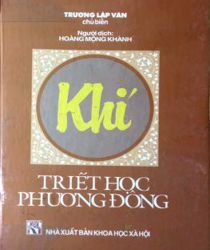 TRƯƠNG LẬP VĂN
chủ biên
Người dịch:
HOÀNG MỘNG KHÁNH
Khí
TRIẾT HỌC
PHƯƠNG ĐÔNG
NHÀ XUẤT BẢN KHOA HỌC XÃ HỘI